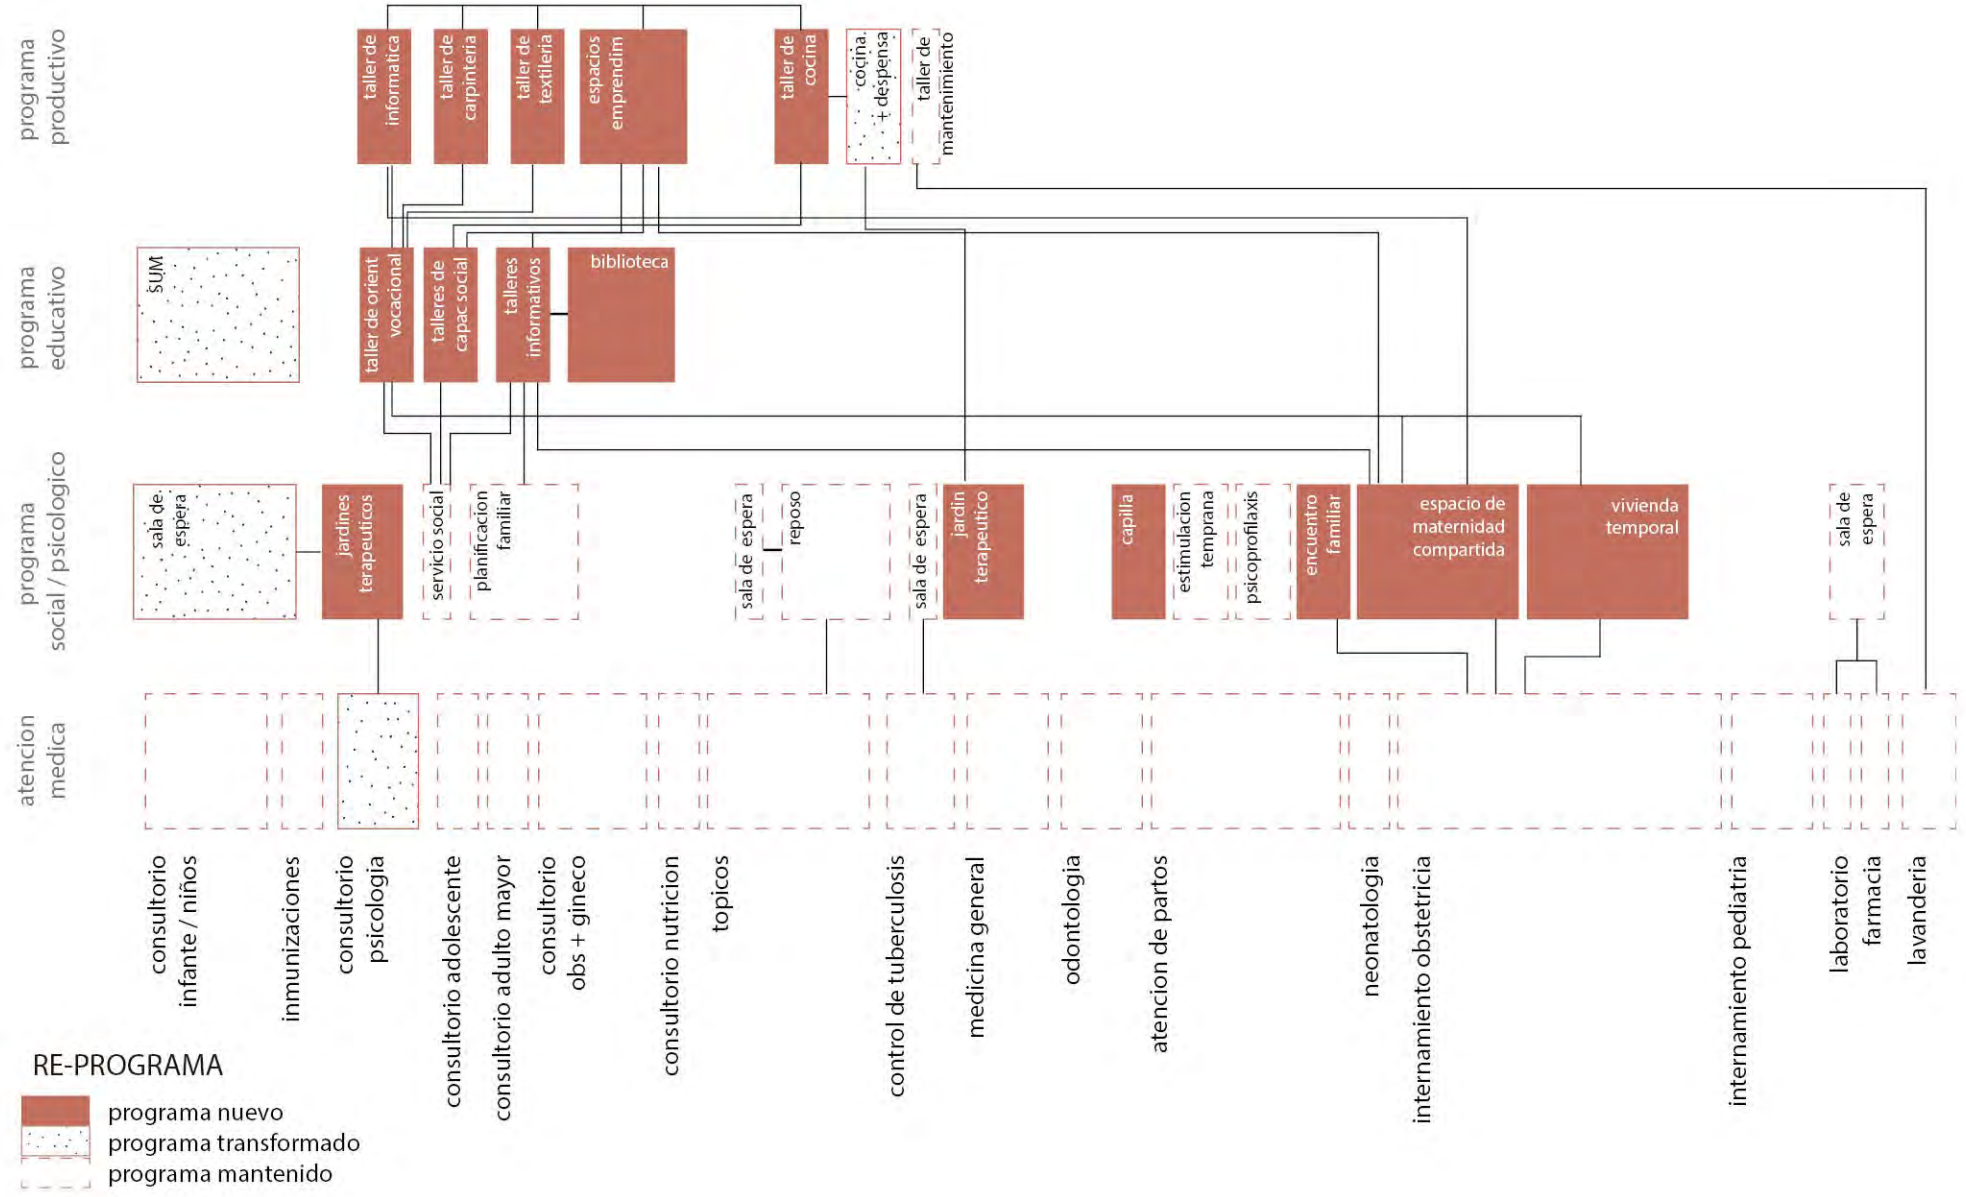 programa
productivo
taller de
informatica
taller de
carpinteria
taller de
textileria
espacios
emprendim
taller de
cocina
cocina.
+ despensa
taller de
mantenimiento
programa
educativo
SUM
taller de orient
vocacional
talleres de
capac social
talleres
informativos
biblioteca
programa
social / psicologico
sala de
espera
jardines
terapeuticos
servicio social
planificacion
familiar
sala de espera
reposo
sala de espera
jardin
terapeutico
capilla
estimulacion
temprana
psicoprofilaxis
encuentro
familiar
espacio de
maternidad
compartida
vivienda
temporal
sala de
espera
atencion
medica
consultorio
infante / niños
inmunizaciones
consultorio
psicologia
consultorio adolescente
consultorio adulto mayor
consultorio
obs + gineco
consultorio nutricion
topicos
control de tuberculosis
medicina general
odontologia
atencion de partos
neonatologia
internamiento obstetricia
internamiento pediatria
laboratorio
farmacia
lavanderia
RE-PROGRAMA
programa nuevo
programa transformado
programa mantenido